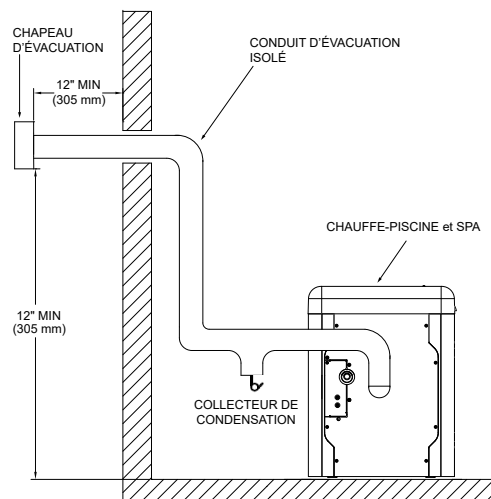 CHAPEAU
D'ÉVACUATION
12" MIN
(305 mm)
CONDUIT D'ÉVACUATION
ISOLÉ
CHAUFFE-PISCINE et SPA
12" MIN
(305 mm)
COLLECTEUR DE
CONDENSATION